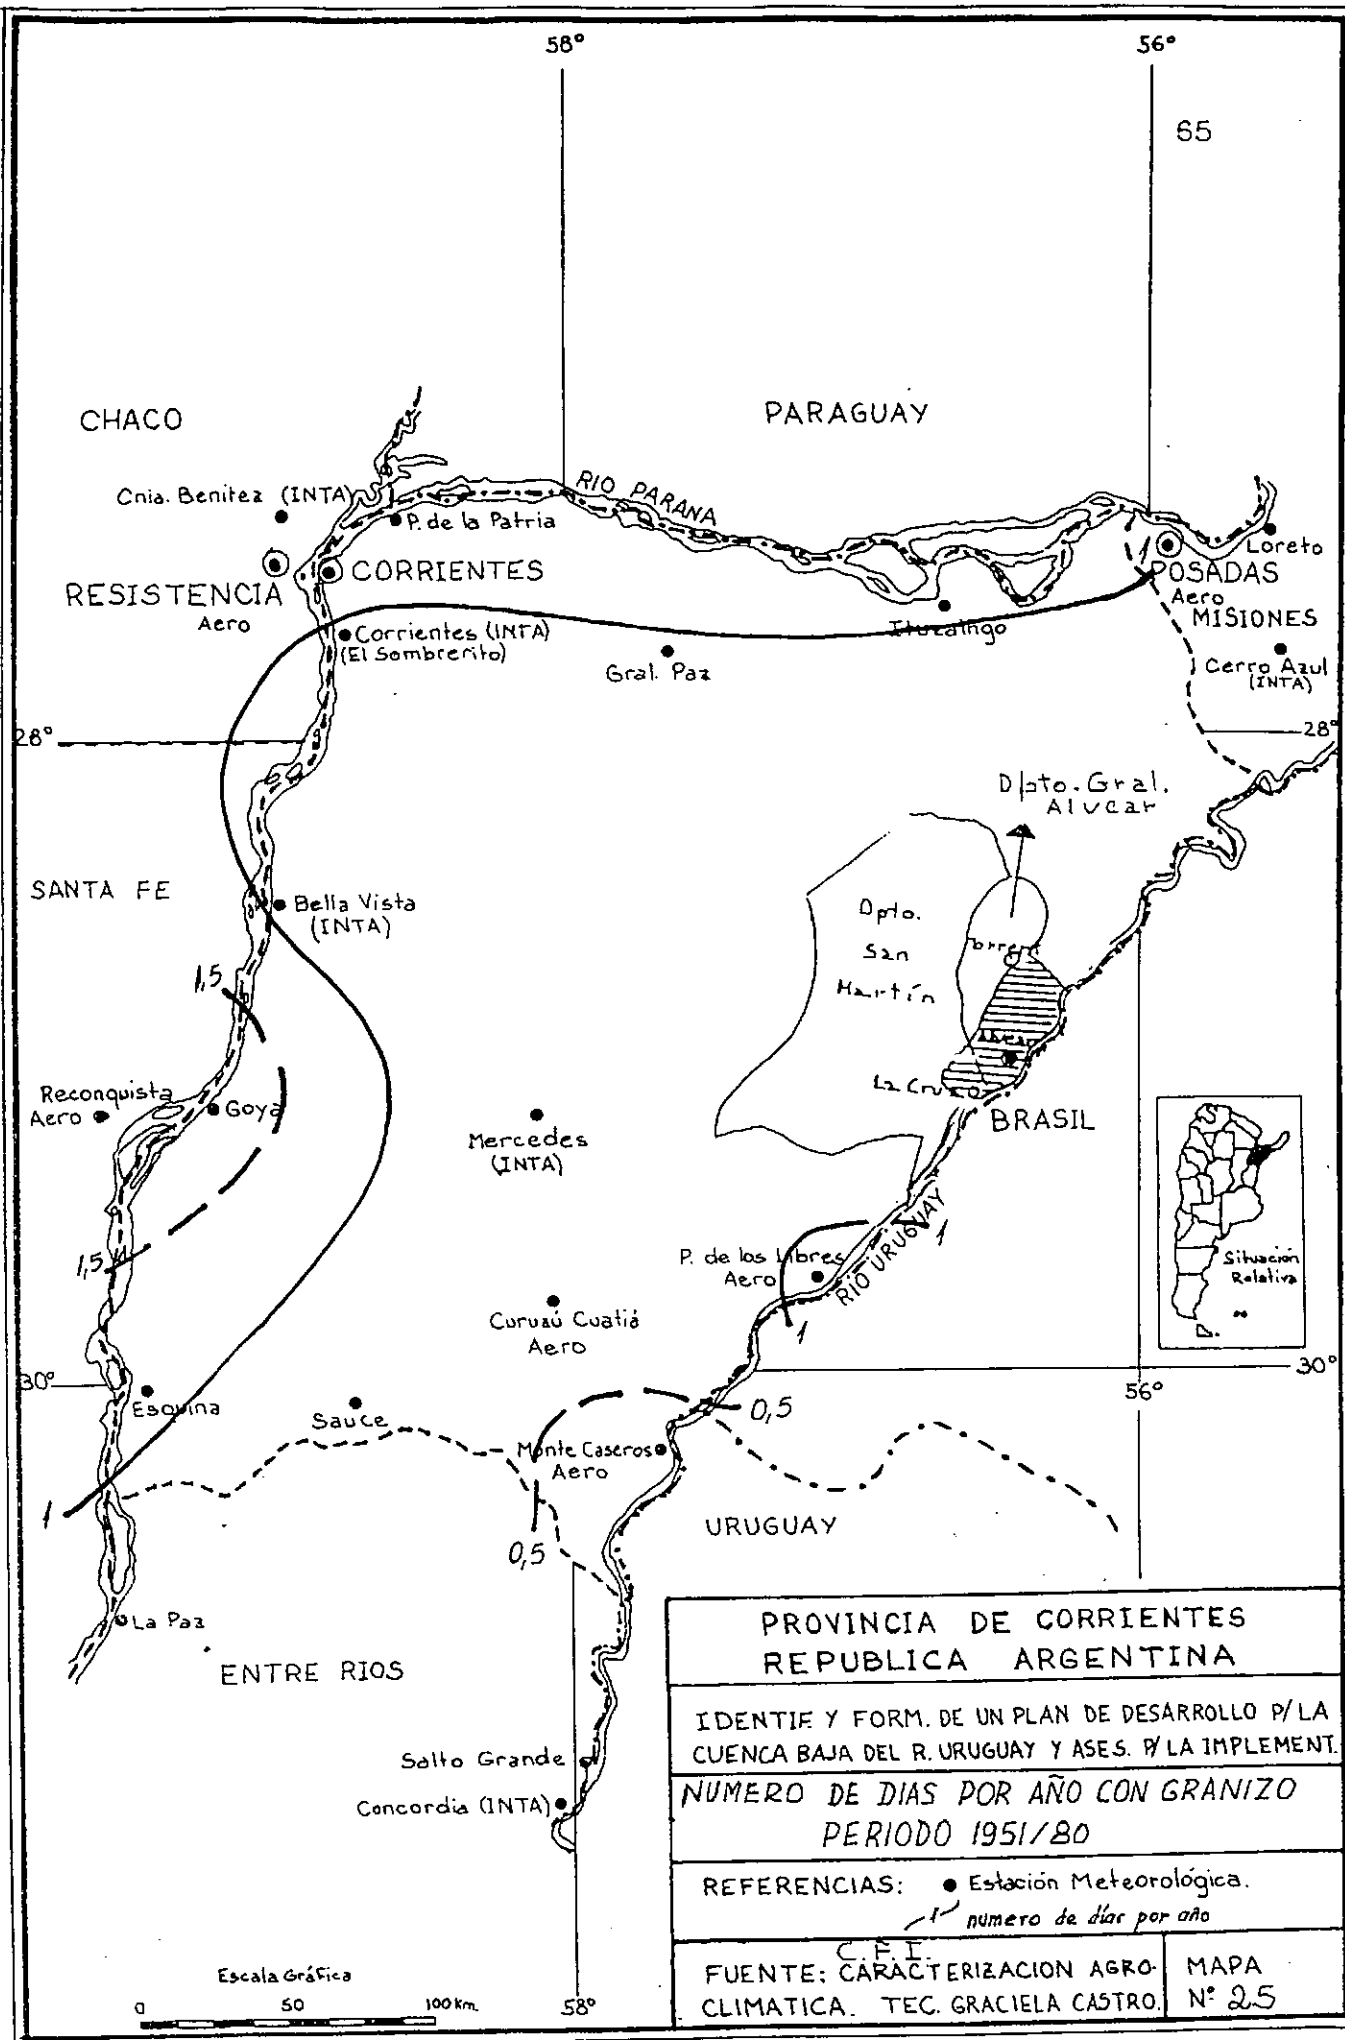 58°
56°
65
CHACO
PARAGUAY
Cnia. Benitez (INTA)
RIO PARANA
P. de la Patria
Loreto
RESISTENCIA
Aero
CORRIENTES
1
POSADAS
Aero
MISIONES
Corrientes (INTA)
(El Sombrerito)
Ituzaingo
Gral. Paz
Cerro Azul
(INTA)
28°
28°
Dpto. Gral.
Alvear
SANTA FE
Bella Vista
(INTA)
Dpto.
San
Martín
1,5
La Cruz
Reconquista
Aero
Goya
Mercedes
(INTA)
BRASIL
1,5
P. de los Libres
Aero
RIO URUGUAY
1
1
Situación
Relativa
Curuzú Cuatiá
Aero
30°
30°
56°
Esquina
Sauce
0,5
Monte Caseros
Aero
1
0,5
URUGUAY
La Paz
ENTRE RIOS
Salto Grande
Concordia (INTA)
58°
Escala Gráfica
0 50 100 km.
PROVINCIA DE CORRIENTES
REPUBLICA ARGENTINA
IDENTIF. Y FORM. DE UN PLAN DE DESARROLLO P/ LA
CUENCA BAJA DEL R. URUGUAY Y ASES. P/ LA IMPLEMENT.
NUMERO DE DIAS POR AÑO CON GRANIZO
PERIODO 1951/80
REFERENCIAS: Estación Meteorológica.
1 numero de días por año
C.F.I.
FUENTE: CARACTERIZACION AGRO-
CLIMATICA. TEC. GRACIELA CASTRO.
MAPA
N° 25